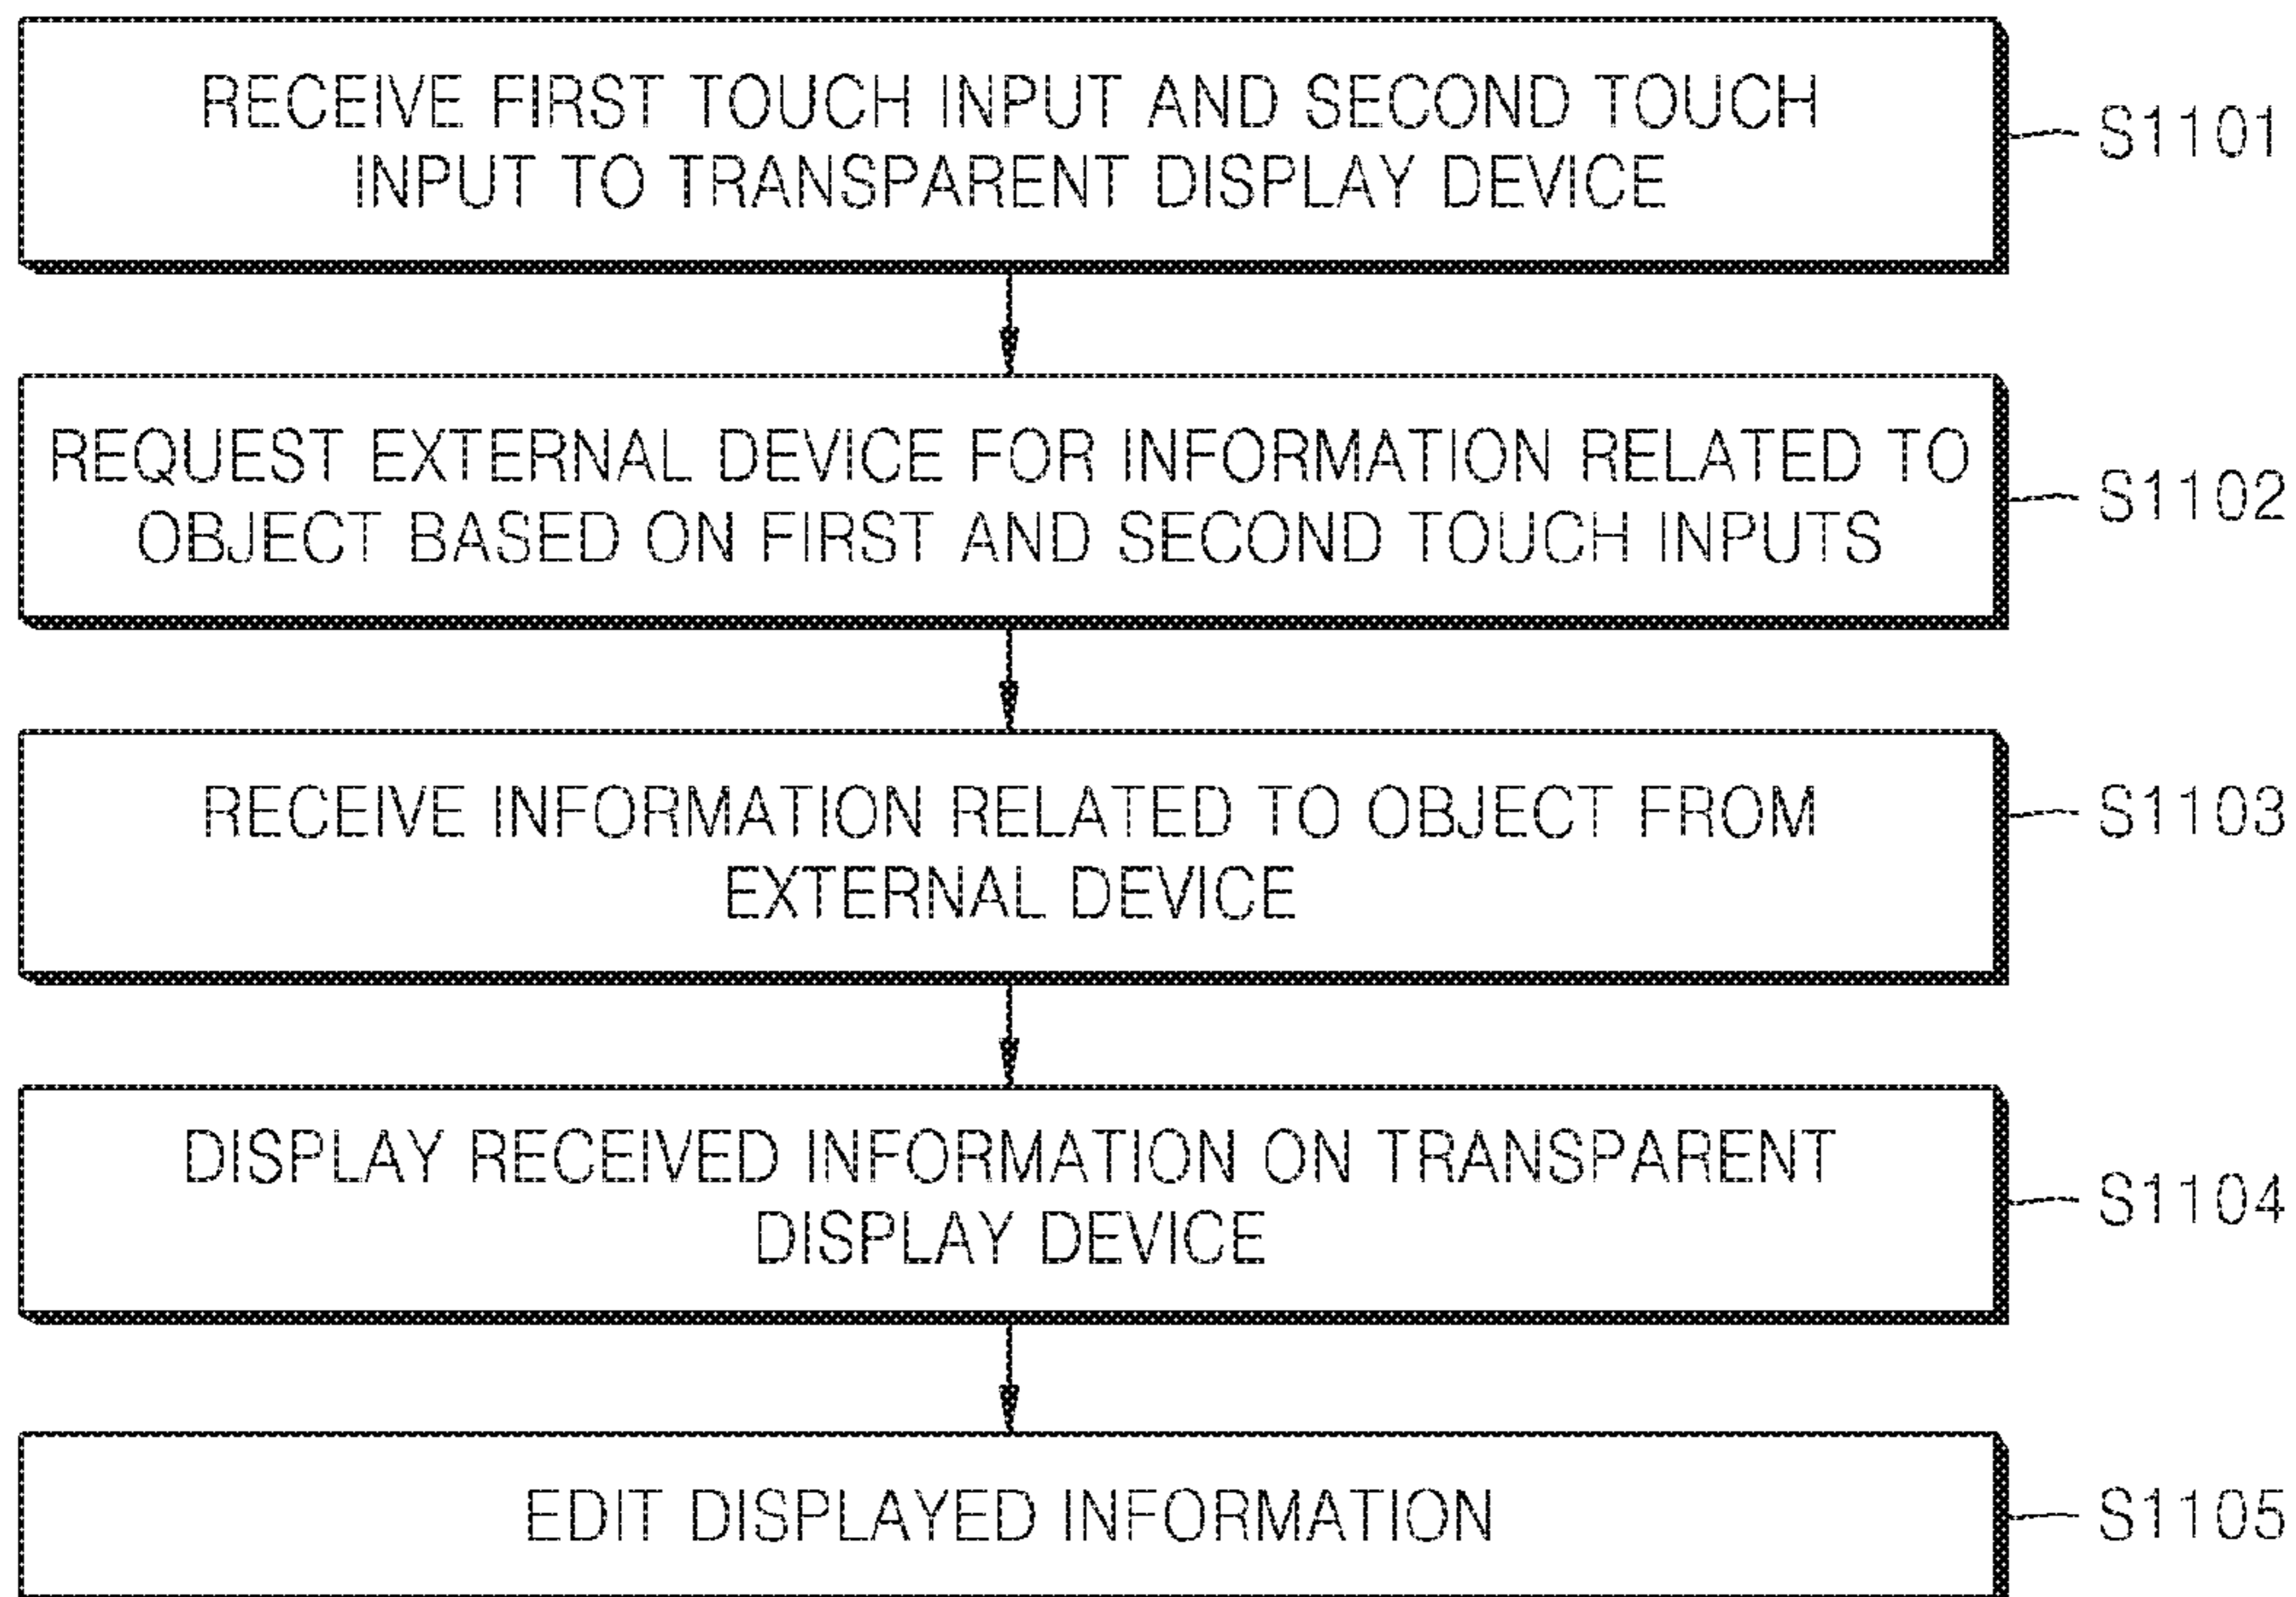 RECEIVE FIRST TOUCH INPUT AND SECOND TOUCH
INPUT TO TRANSPARENT DISPLAY DEVICE
S1101
REQUEST EXTERNAL DEVICE FOR INFORMATION RELATED TO
OBJECT BASED ON FIRST AND SECOND TOUCH INPUTS
S1102
RECEIVE INFORMATION RELATED TO OBJECT FROM
EXTERNAL DEVICE
S1103
DISPLAY RECEIVED INFORMATION ON TRANSPARENT
DISPLAY DEVICE
S1104
EDIT DISPLAYED INFORMATION
S1105